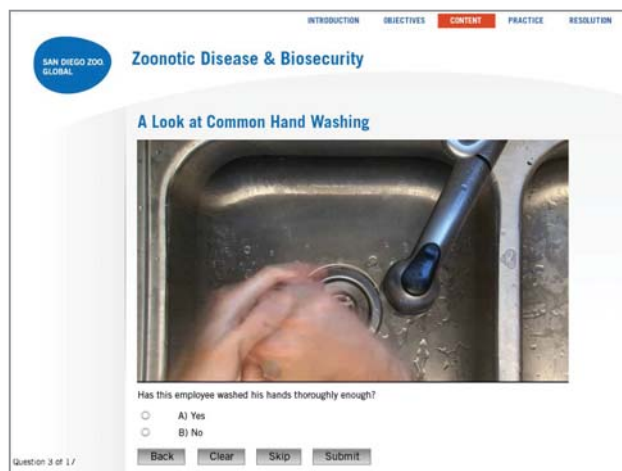 INTRODUCTION OBJECTIVES CONTENT PRACTICE RESOLUTION
SAN DIEGO ZOO.
GLOBAL
Zoonotic Disease & Biosecurity
A Look at Common Hand Washing
Has this employee washed his hands thoroughly enough?
A) Yes
B) No
Back Clear Skip Submit
Question 3 of 17